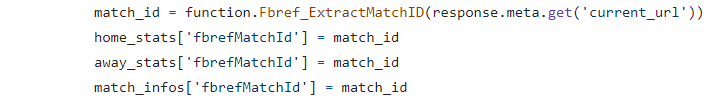 match_id = function.Fbref_ExtractMatchID(response.meta.get('current_url'))
home_stats['fbrefMatchId'] = match_id
away_stats['fbrefMatchId'] = match_id
match_infos['fbrefMatchId'] = match_id